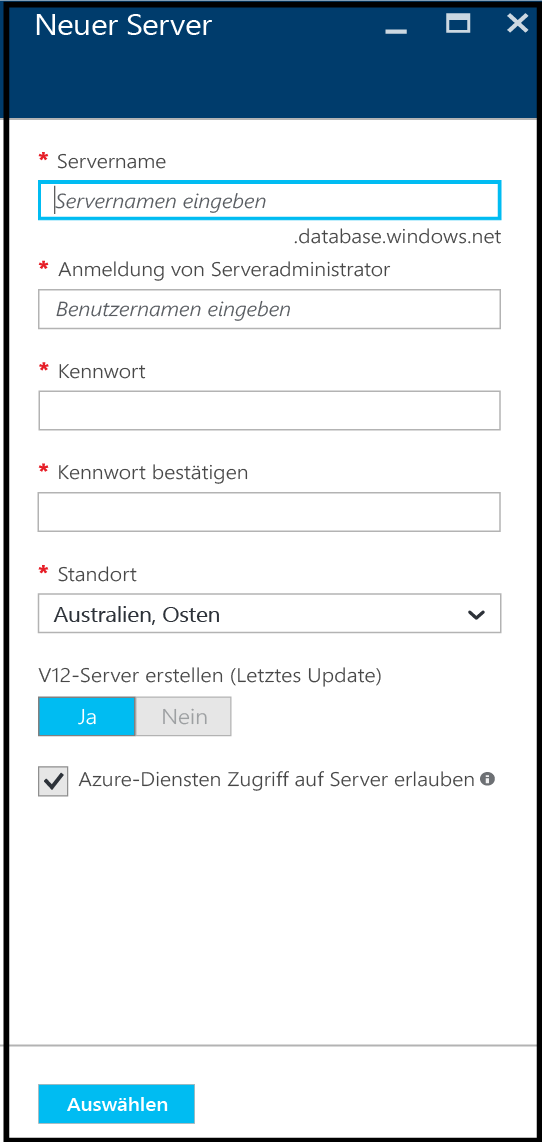 Neuer Server
* Servername
Servernamen eingeben
.database.windows.net
* Anmeldung von Serveradministrator
Benutzernamen eingeben
* Kennwort
* Kennwort bestätigen
* Standort
Australien, Osten
V12-Server erstellen (Letztes Update)
Ja Nein
Azure-Diensten Zugriff auf Server erlauben
Auswählen